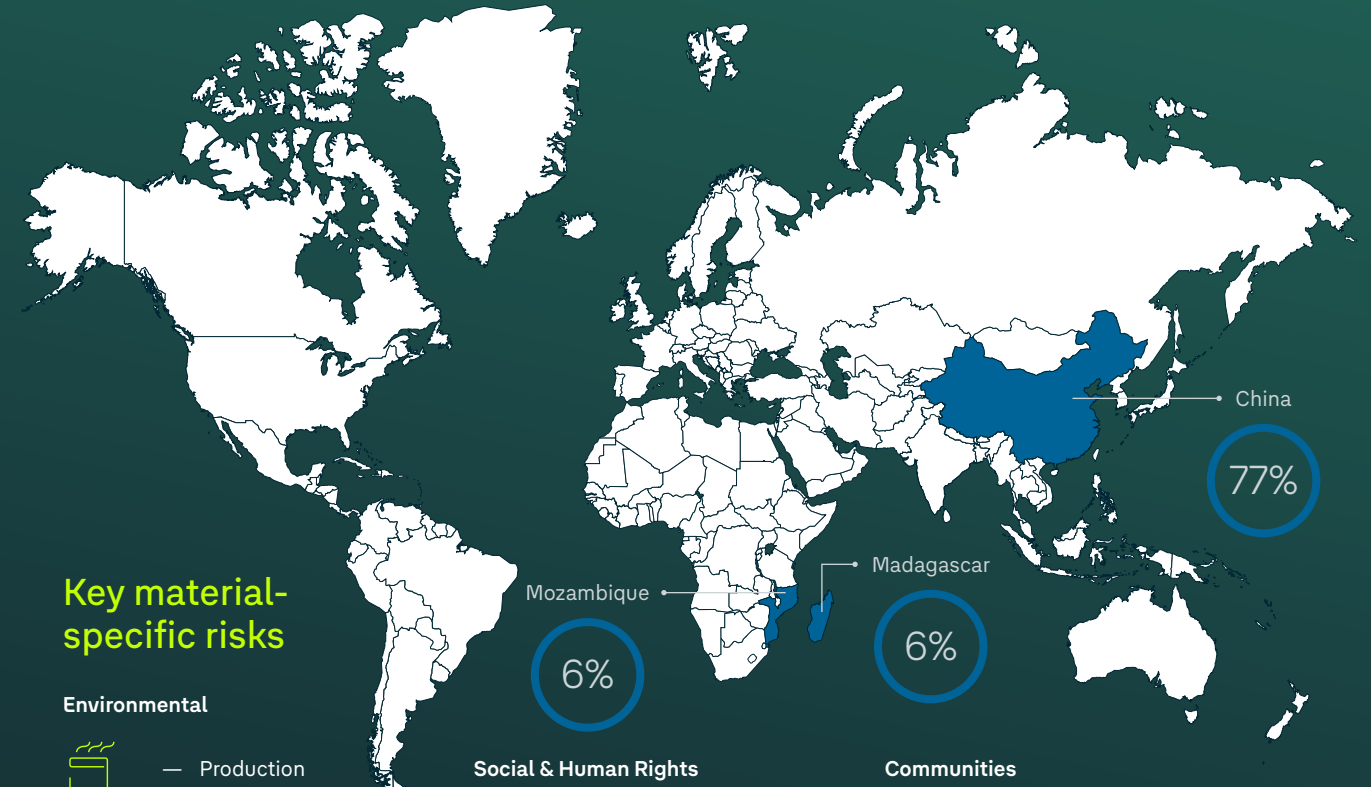 China
77%
Madagascar
6%
Mozambique
6%
Key material-
specific risks
Environmental
— Production
Social & Human Rights
Communities